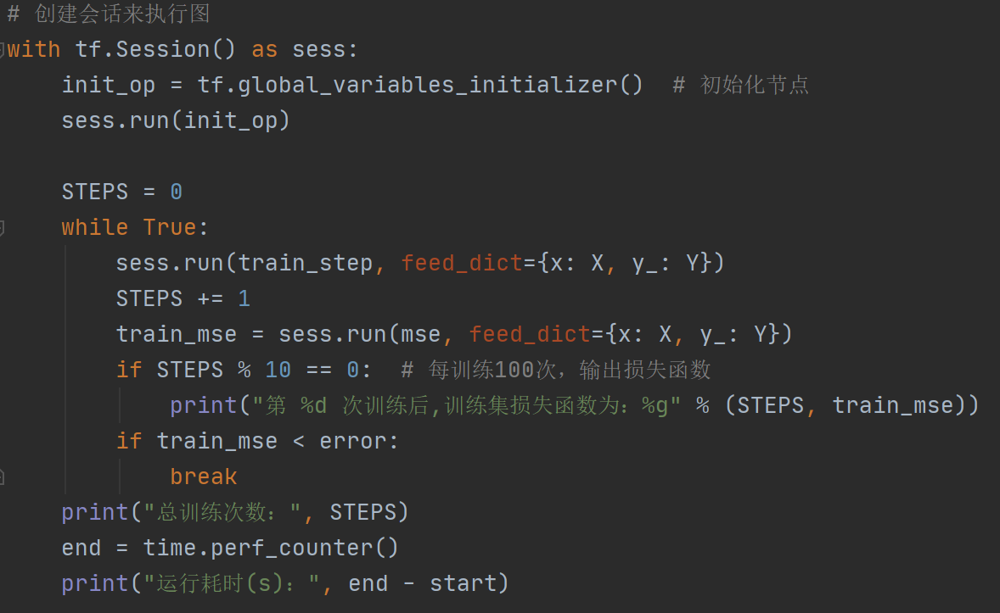 # 创建会话来执行图
with tf.Session() as sess:
    init_op = tf.global_variables_initializer()  # 初始化节点
    sess.run(init_op)

    STEPS = 0
    while True:
        sess.run(train_step, feed_dict={x: X, y_: Y})
        STEPS += 1
        train_mse = sess.run(mse, feed_dict={x: X, y_: Y})
        if STEPS % 10 == 0:  # 每训练100次，输出损失函数
            print("第 %d 次训练后,训练集损失函数为：%g" % (STEPS, train_mse))
        if train_mse < error:
            break
    print("总训练次数：", STEPS)
    end = time.perf_counter()
    print("运行耗时(s)：", end - start)